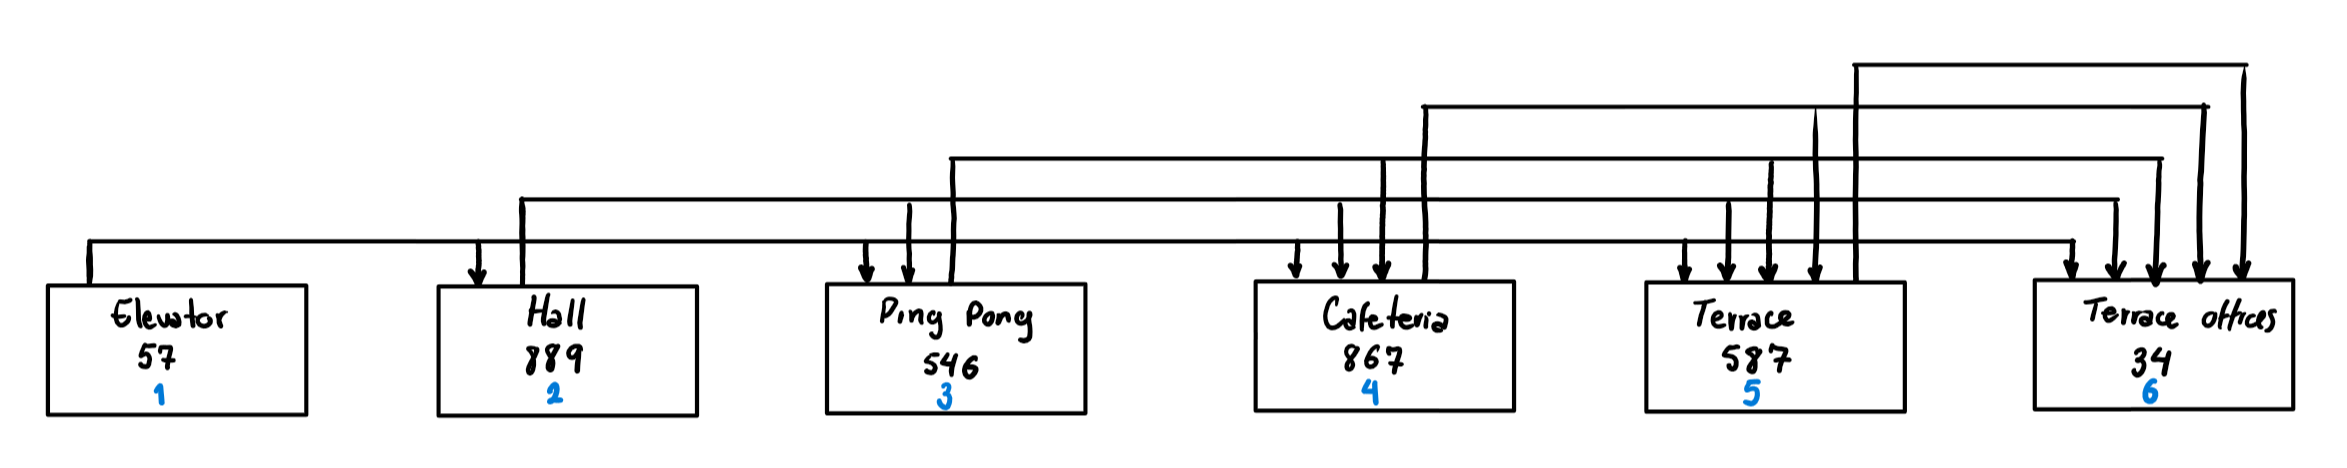 Elevator
57
1
Hall
889
2
Ping Pong
546
3
Cafeteria
867
4
Terrace
587
5
Terrace offices
34
6